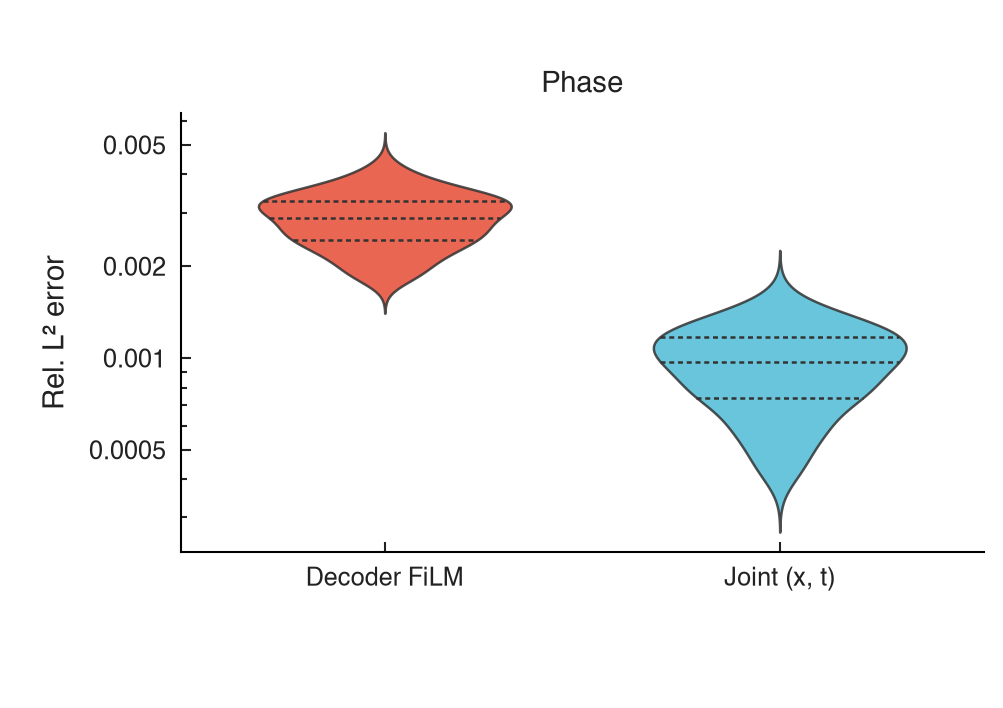 Phase
Rel. L² error
0.005
0.002
0.001
0.0005
Decoder FiLM
Joint (x, t)